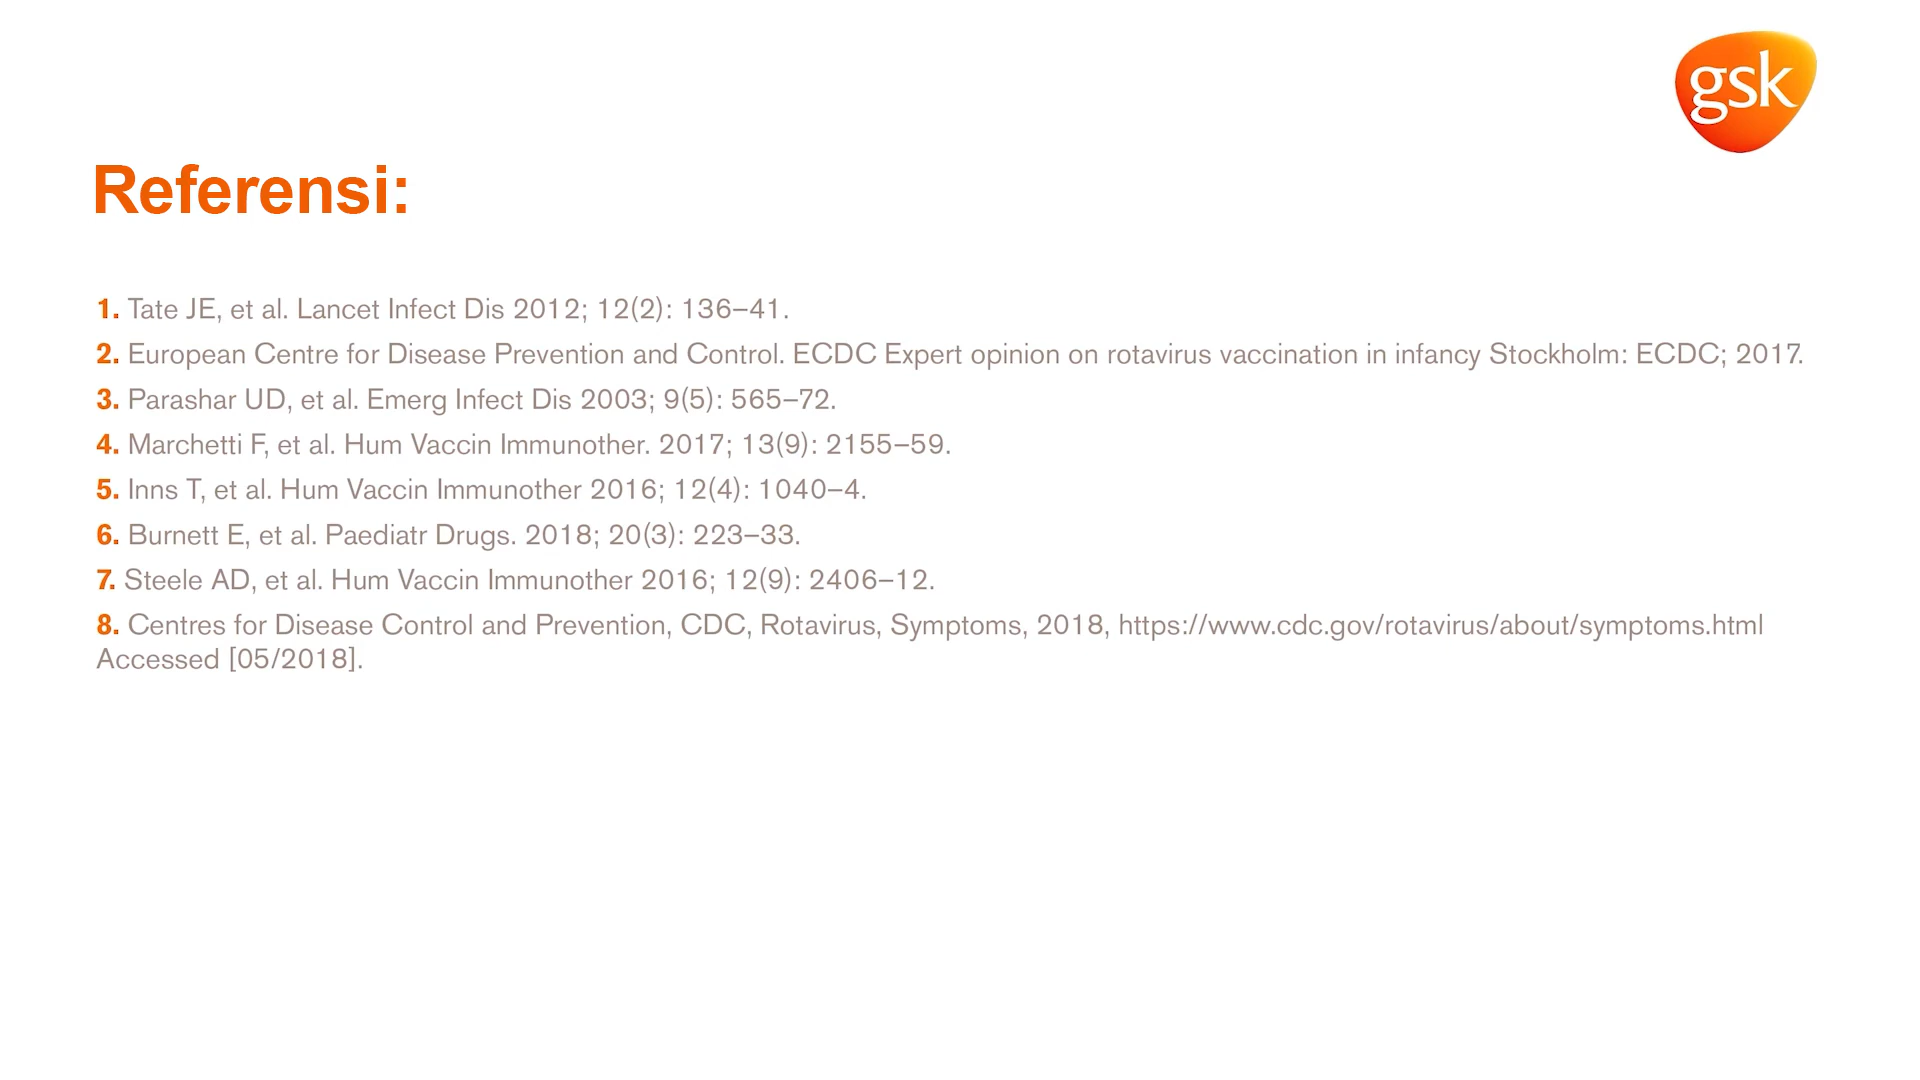 gsk
Referensi:
1. Tate JE, et al. Lancet Infect Dis 2012; 12(2): 136–41.
2. European Centre for Disease Prevention and Control. ECDC Expert opinion on rotavirus vaccination in infancy Stockholm: ECDC; 2017.
3. Parashar UD, et al. Emerg Infect Dis 2003; 9(5): 565–72.
4. Marchetti F, et al. Hum Vaccin Immunother. 2017; 13(9): 2155–59.
5. Inns T, et al. Hum Vaccin Immunother 2016; 12(4): 1040–4.
6. Burnett E, et al. Paediatr Drugs. 2018; 20(3): 223–33.
7. Steele AD, et al. Hum Vaccin Immunother 2016; 12(9): 2406–12.
8. Centres for Disease Control and Prevention, CDC, Rotavirus, Symptoms, 2018, https://www.cdc.gov/rotavirus/about/symptoms.html
Accessed [05/2018].